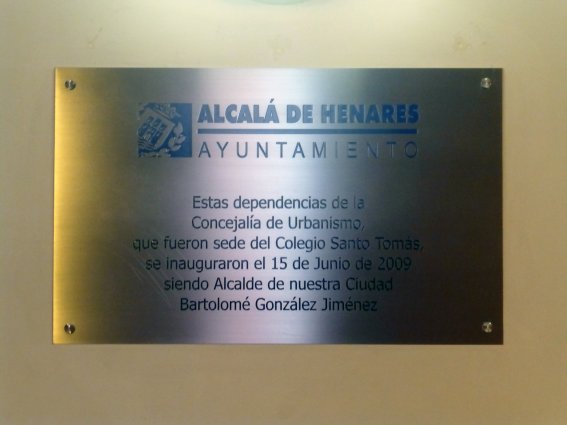 ALCALÁ DE HENARES
AYUNTAMIENTO
Estas dependencias de la
Concejalía de Urbanismo,
que fueron sede del Colegio Santo Tomás,
se inauguraron el 15 de Junio de 2009
siendo Alcalde de nuestra Ciudad
Bartolomé González Jiménez